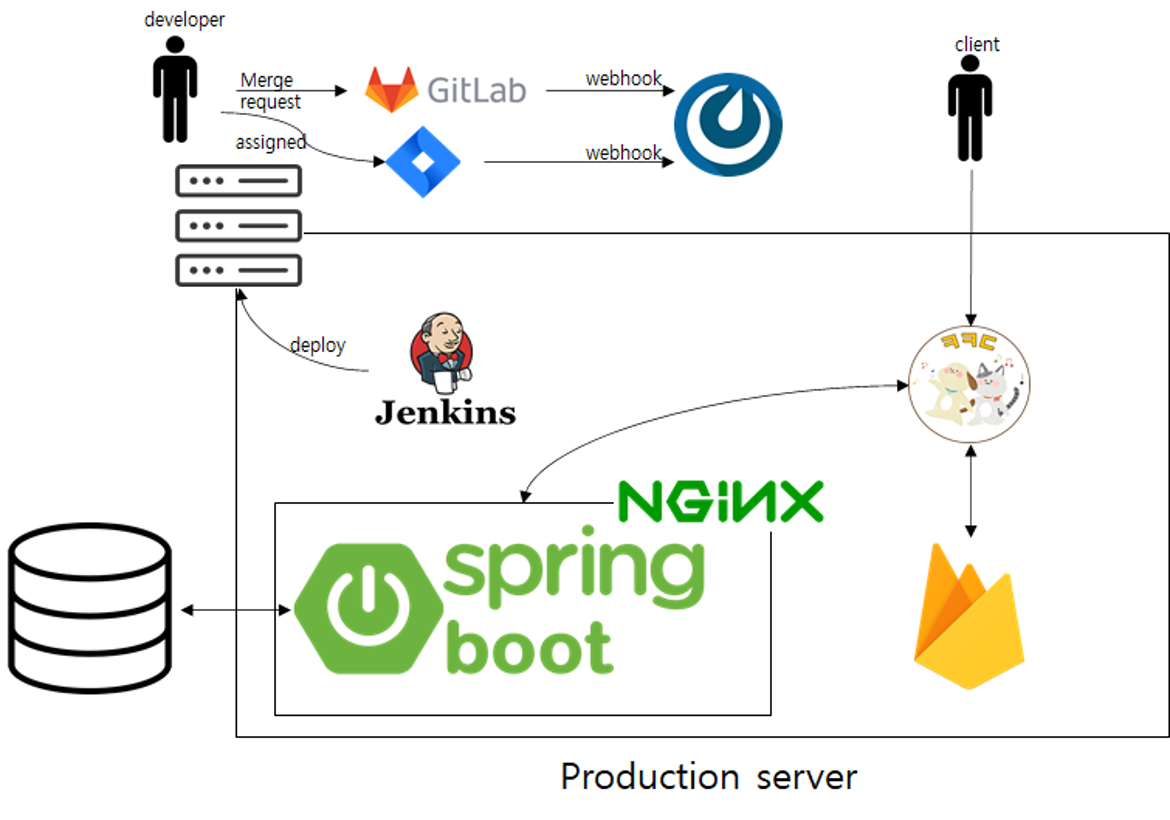 developer
client
Merge
request
GitLab
webhook
assigned
webhook
deploy
Jenkins
ㅋㅋㄷ
NGiNX
spring
boot
Production server